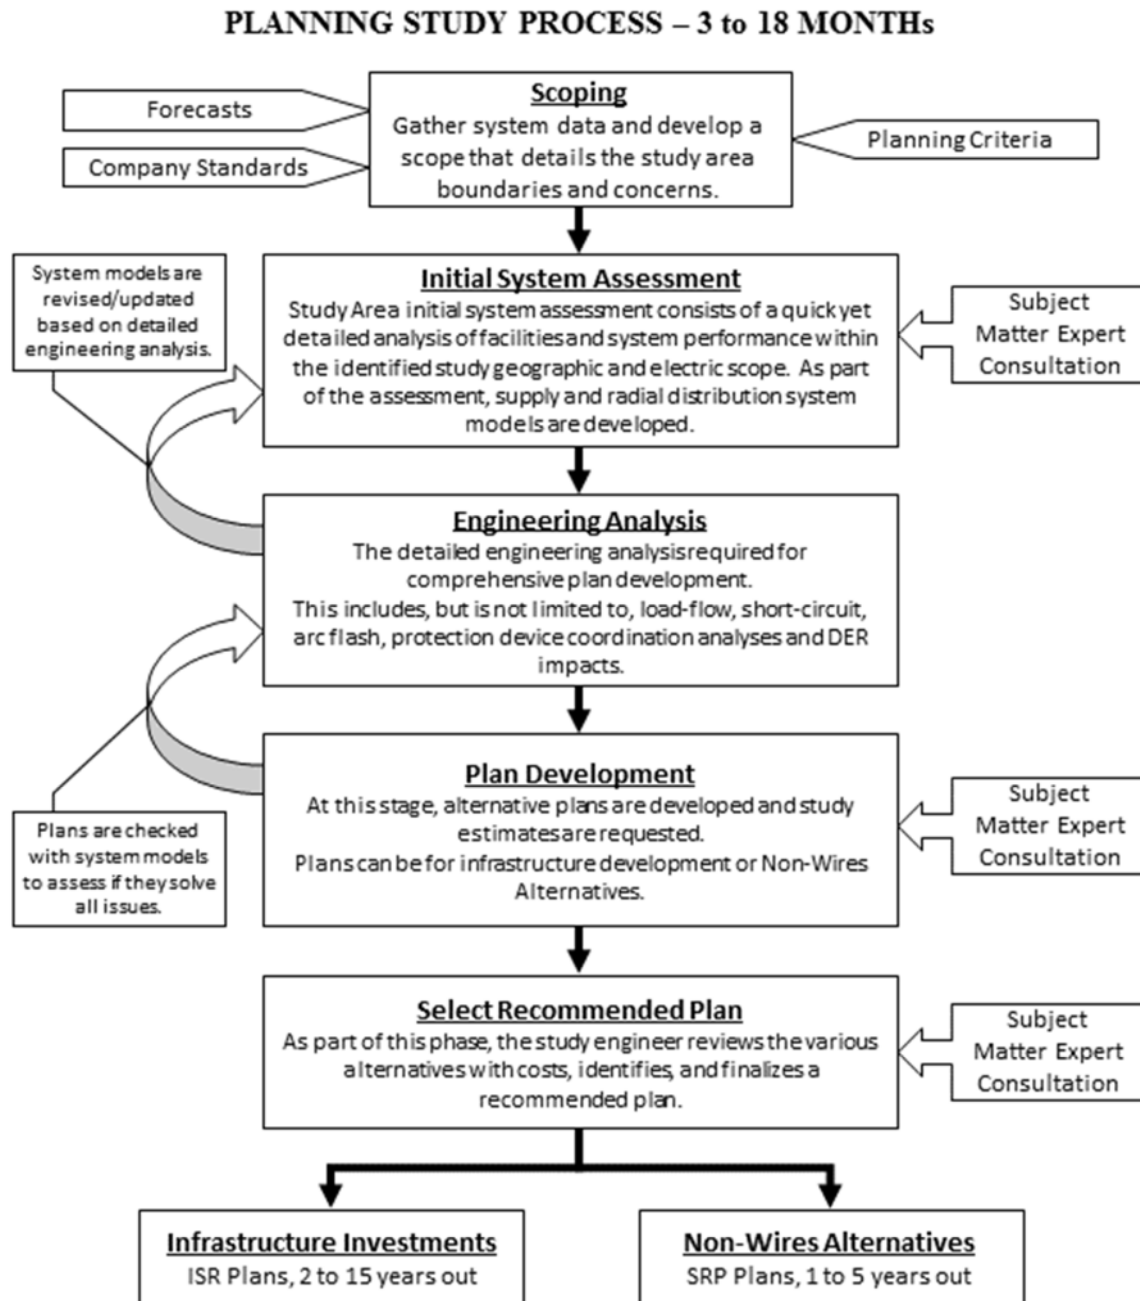 PLANNING STUDY PROCESS – 3 to 18 MONTHs
Scoping
Gather system data and develop a
scope that details the study area
boundaries and concerns.
Forecasts
Company Standards
Planning Criteria
Initial System Assessment
Study Area initial system assessment consists of a quick yet
detailed analysis of facilities and system performance within
the identified study geographic and electric scope. As part
of the assessment, supply and radial distribution system
models are developed.
System models are
revised/updated
based on detailed
engineering analysis.
Subject
Matter Expert
Consultation
Engineering Analysis
The detailed engineering analysis required for
comprehensive plan development.
This includes, but is not limited to, load-flow, short-circuit,
arc flash, protection device coordination analyses and DER
impacts.
Plan Development
At this stage, alternative plans are developed and study
estimates are requested.
Plans can be for infrastructure development or Non-Wires
Alternatives.
Plans are checked
with system models
to assess if they solve
all issues.
Subject
Matter Expert
Consultation
Select Recommended Plan
As part of this phase, the study engineer reviews the various
alternatives with costs, identifies, and finalizes a
recommended plan.
Subject
Matter Expert
Consultation
Infrastructure Investments
ISR Plans, 2 to 15 years out
Non-Wires Alternatives
SRP Plans, 1 to 5 years out